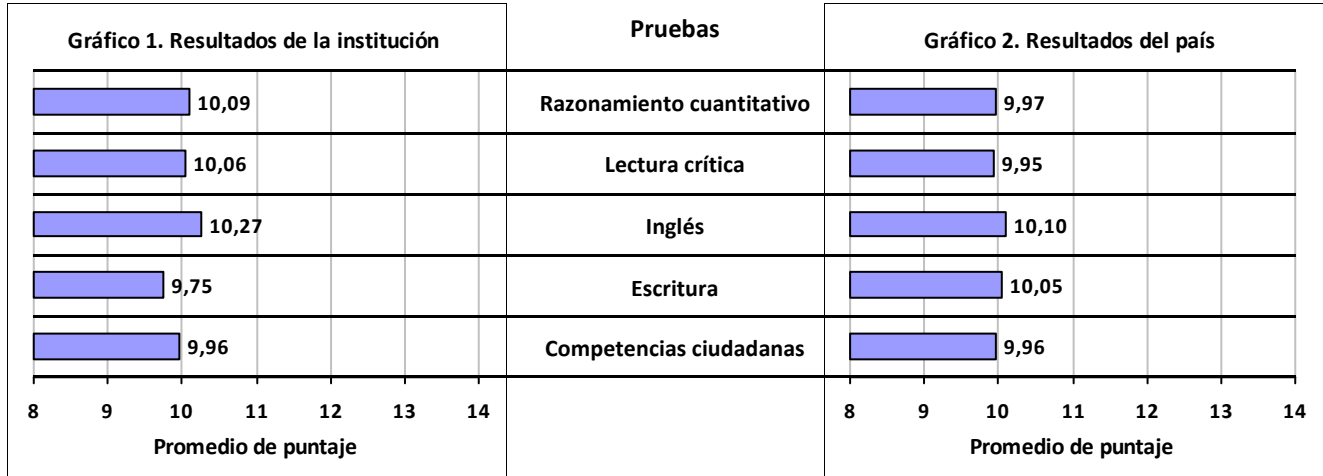 Gráfico 1. Resultados de la institución
Pruebas
Gráfico 2. Resultados del país
10,09 Razonamiento cuantitativo 9,97
10,06 Lectura crítica 9,95
10,27 Inglés 10,10
9,75 Escritura 10,05
9,96 Competencias ciudadanas 9,96
8 9 10 11 12 13 14 8 9 10 11 12 13 14
Promedio de puntaje Promedio de puntaje